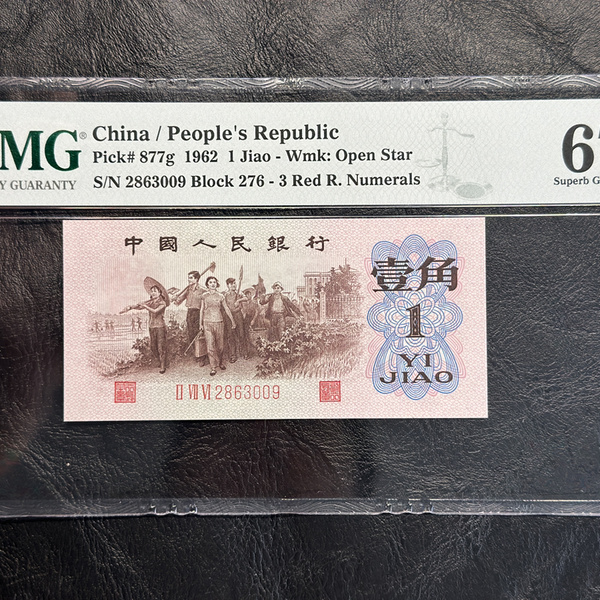 MG®
Y GUARANTY
China / People's Republic
Pick# 877g 1962 1 Jiao - Wmk: Open Star
S/N 2863009 Block 276 - 3 Red R. Numerals
6
Superb G
中國人民銀行
壹角
1
YI
JIAO
II VII VI 2863009